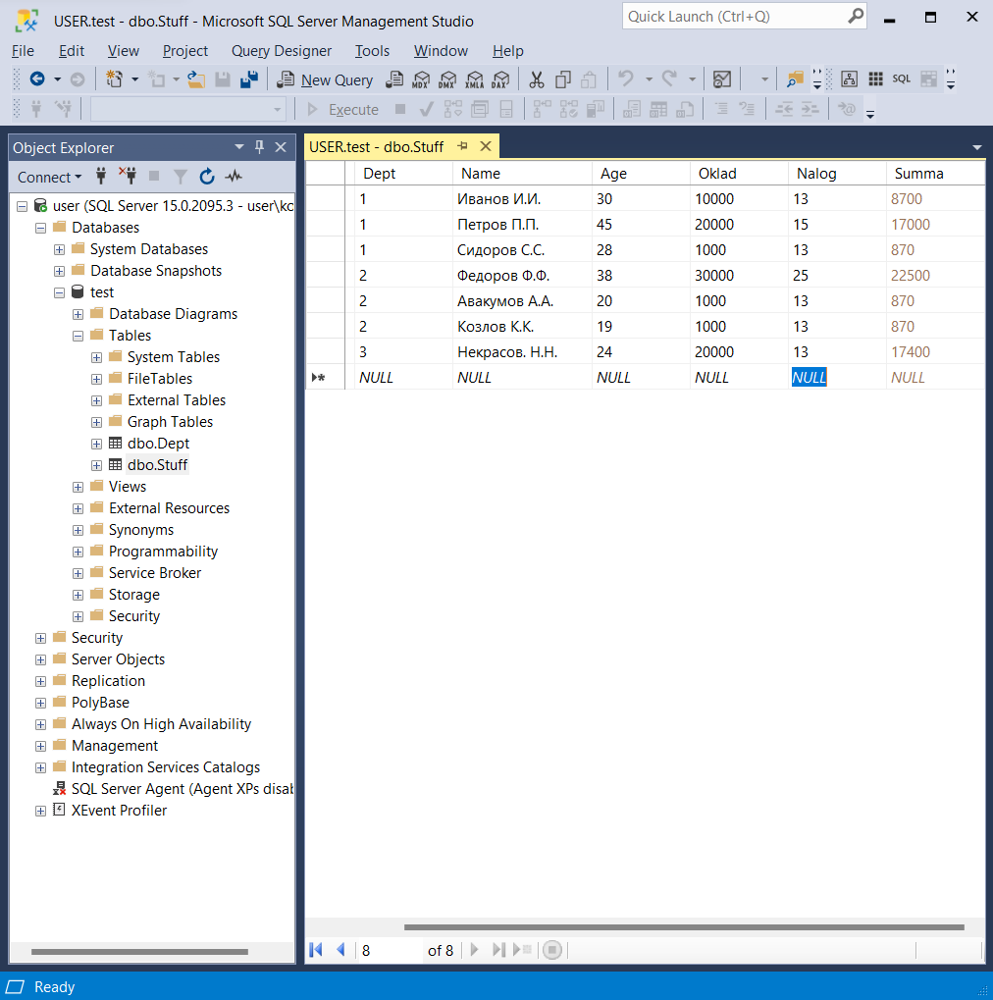 USER.test - dbo.Stuff - Microsoft SQL Server Management Studio
Quick Launch (Ctrl+Q)
File Edit View Project Query Designer Tools Window Help
New Query MDX DMX XMLA DAX SQL
Execute
Object Explorer
Connect
user (SQL Server 15.0.2095.3 - user\ko
Databases
System Databases
Database Snapshots
test
Database Diagrams
Tables
System Tables
FileTables
External Tables
Graph Tables
dbo.Dept
dbo.Stuff
Views
External Resources
Synonyms
Programmability
Service Broker
Storage
Security
Security
Server Objects
Replication
PolyBase
Always On High Availability
Management
Integration Services Catalogs
SQL Server Agent (Agent XPs disab
XEvent Profiler
USER.test - dbo.Stuff
Dept Name Age Oklad Nalog Summa
1 Иванов И.И. 30 10000 13 8700
1 Петров П.П. 45 20000 15 17000
1 Сидоров С.С. 28 1000 13 870
2 Федоров Ф.Ф. 38 30000 25 22500
2 Авакумов А.А. 20 1000 13 870
2 Козлов К.К. 19 1000 13 870
3 Некрасов. Н.Н. 24 20000 13 17400
NULL NULL NULL NULL NULL NULL
8 of 8
Ready